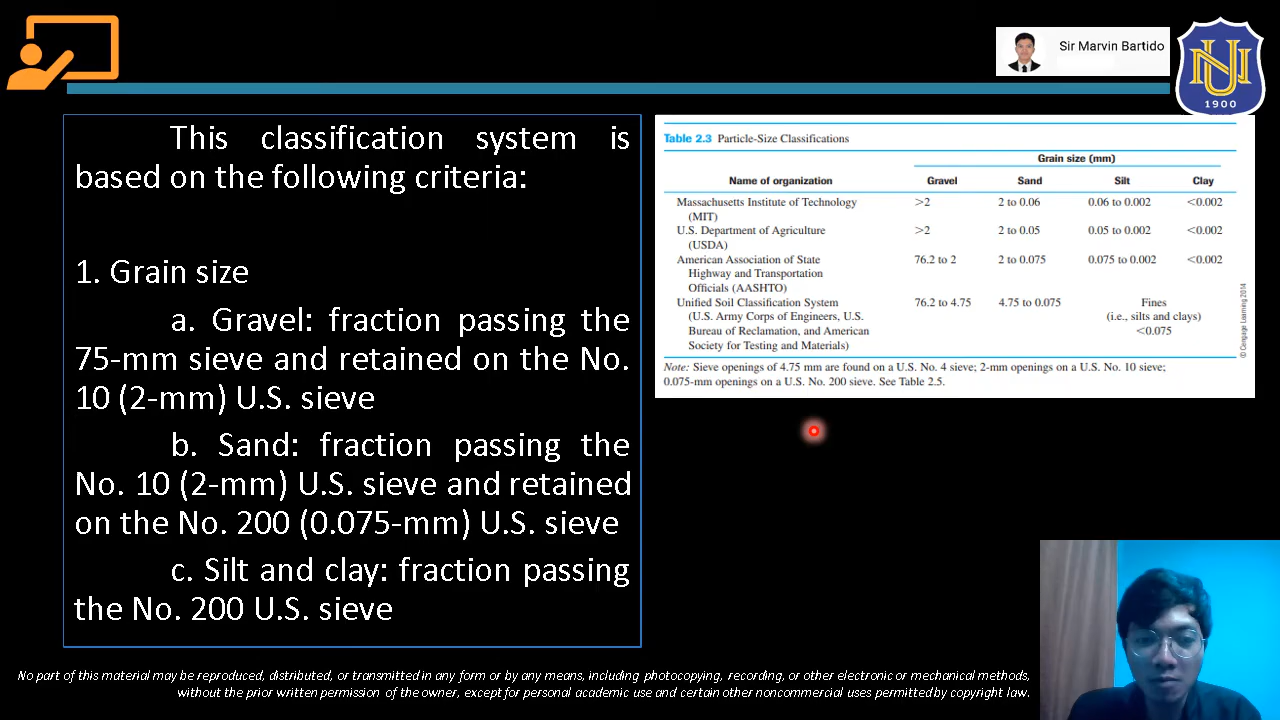 Sir Marvin Bartido
NU
1900
This classification system is
based on the following criteria:
1. Grain size
a. Gravel: fraction passing the
75-mm sieve and retained on the No.
10 (2-mm) U.S. sieve
b. Sand: fraction passing the
No. 10 (2-mm) U.S. sieve and retained
on the No. 200 (0.075-mm) U.S. sieve
c. Silt and clay: fraction passing
the No. 200 U.S. sieve
Table 2.3 Particle-Size Classifications
Grain size (mm)
Name of organization Gravel Sand Silt Clay
Massachusetts Institute of Technology >2 2 to 0.06 0.06 to 0.002 <0.002
(MIT)
U.S. Department of Agriculture >2 2 to 0.05 0.05 to 0.002 <0.002
(USDA)
American Association of State 76.2 to 2 2 to 0.075 0.075 to 0.002 <0.002
Highway and Transportation
Officials (AASHTO)
Unified Soil Classification System 76.2 to 4.75 4.75 to 0.075 Fines
(U.S. Army Corps of Engineers, U.S. (i.e., silts and clays)
Bureau of Reclamation, and American <0.075
Society for Testing and Materials)
© Cengage Learning 2014
Note: Sieve openings of 4.75 mm are found on a U.S. No. 4 sieve; 2-mm openings on a U.S. No. 10 sieve;
0.075-mm openings on a U.S. No. 200 sieve. See Table 2.5.
No part of this material may be reproduced, distributed, or transmitted in any form or by any means, including photocopying, recording, or other electronic or mechanical methods,
without the prior written permission of the owner, except for personal academic use and certain other noncommercial uses permitted by copyright law.